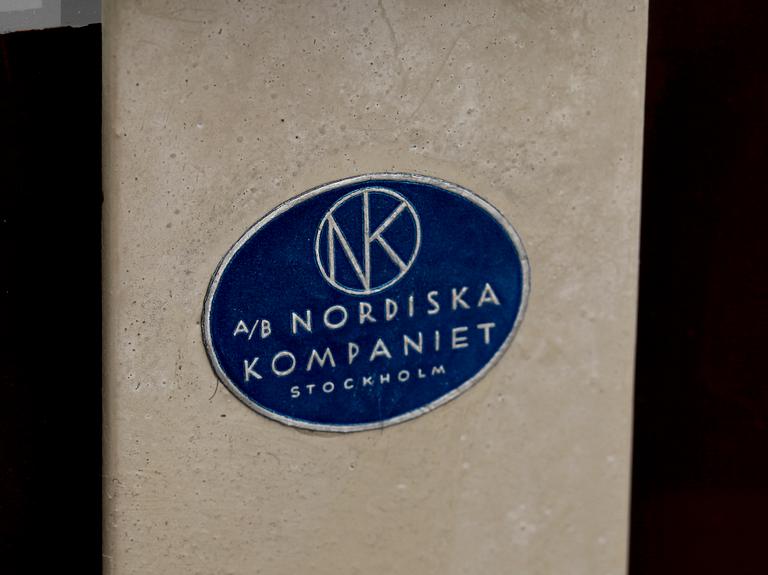 NK
A/B NORDISKA
KOMPANIET
STOCKHOLM